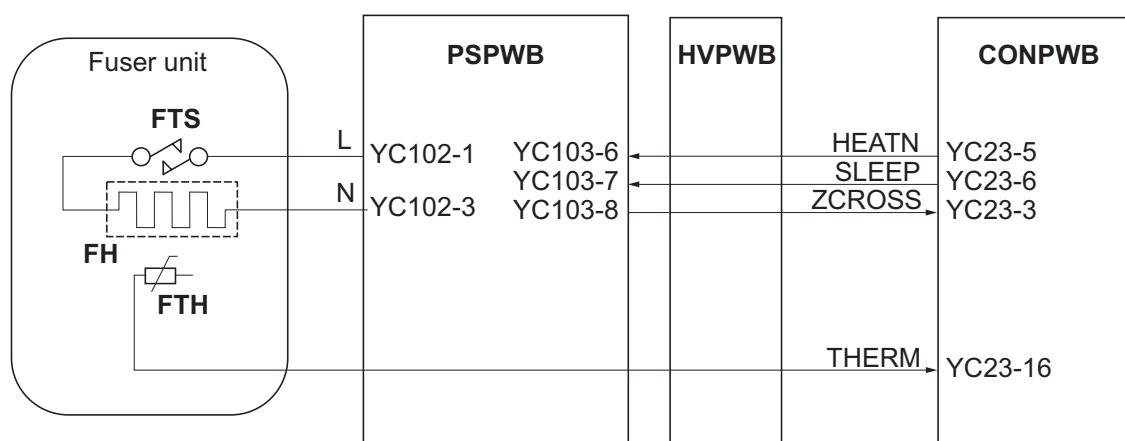 Fuser unit
PSPWB
HVPWB
CONPWB
FTS
L
YC102-1
YC103-6
HEATN
YC23-5
YC103-7
SLEEP
YC23-6
N
YC102-3
YC103-8
ZCROSS
YC23-3
FH
FTH
THERM
YC23-16